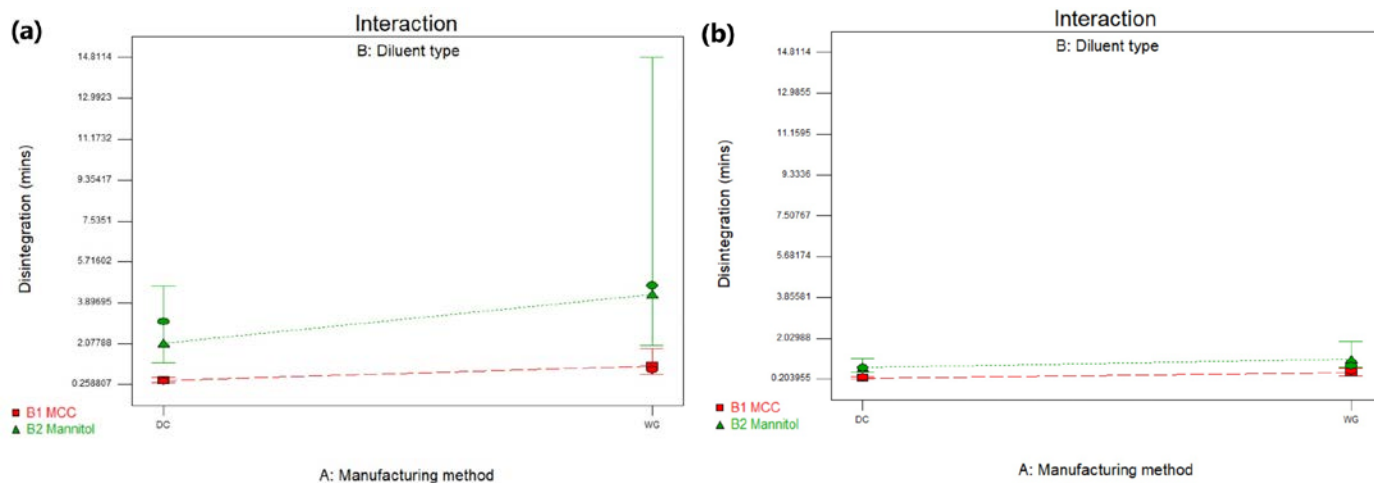 (a)
Interaction
B: Diluent type
Disintegration (mins)
14.8114
12.9923
11.1732
9.35417
7.5351
5.71602
3.89695
2.07788
0.258807
B1 MCC
B2 Mannitol
DC
WG
A: Manufacturing method
(b)
Interaction
B: Diluent type
Disintegration (mins)
14.8114
12.9855
11.1595
9.3336
7.50767
5.68174
3.85581
2.02988
0.203955
B1 MCC
B2 Mannitol
DC
WG
A: Manufacturing method